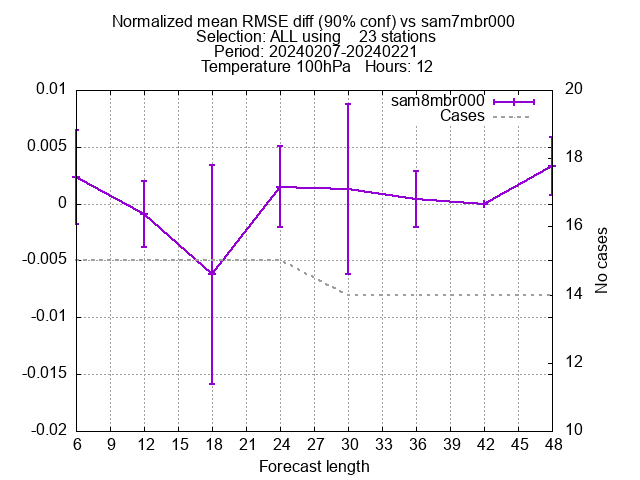 Normalized mean RMSE diff (90% conf) vs sam7mbr000
Selection: ALL using    23 stations
Period: 20240207-20240221
Temperature 100hPa   Hours: 12
sam8mbr000
Cases
0.01
0.005
0
-0.005
-0.01
-0.015
-0.02
20
18
16
14
12
10
No cases
6 9 12 15 18 21 24 27 30 33 36 39 42 45 48
Forecast length